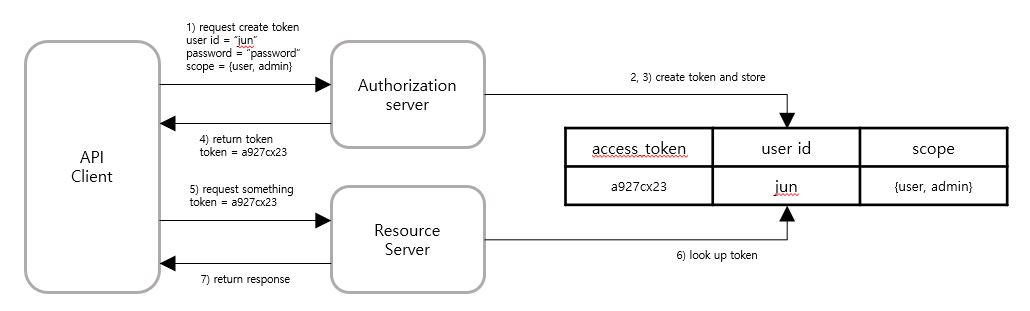 1) request create token
user id = “jun”
password = “password”
scope = {user, admin}
API
Client
Authorization
server
2, 3) create token and store
4) return token
token = a927cx23
access_token
user id
scope
a927cx23
jun
{user, admin}
5) request something
token = a927cx23
Resource
Server
6) look up token
7) return response